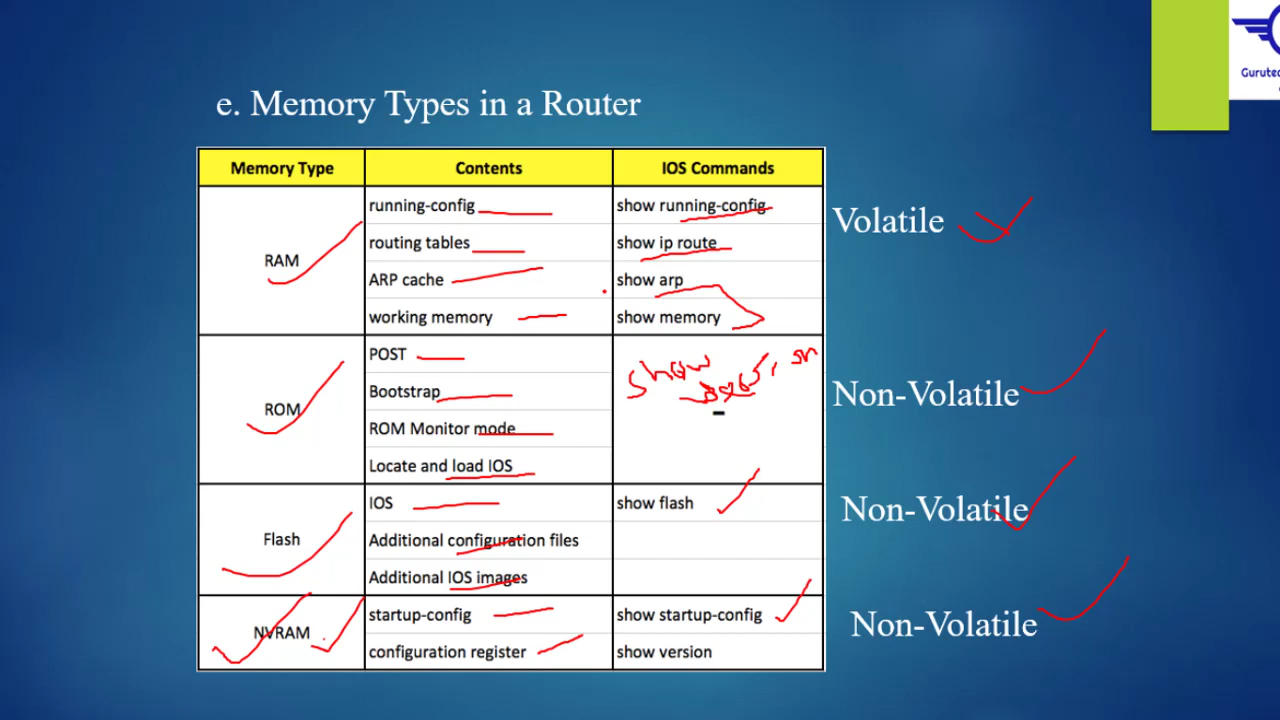 Gurutec
e. Memory Types in a Router
Memory Type Contents IOS Commands
RAM
running-config show running-config
routing tables show ip route
ARP cache show arp
working memory show memory
Volatile
ROM
POST
Bootstrap
ROM Monitor mode
Locate and load IOS
show
Non-Volatile
Flash
IOS show flash
Additional configuration files
Additional IOS images
Non-Volatile
NVRAM
startup-config show startup-config
configuration register show version
Non-Volatile